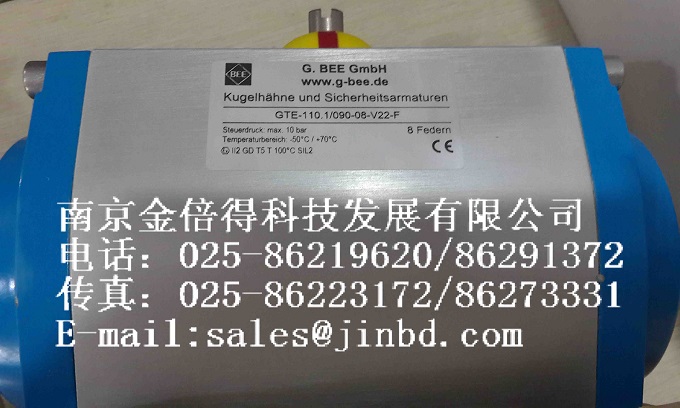 BEE
G. BEE GmbH
www.g-bee.de
Kugelhähne und Sicherheitsarmaturen
GTE-110.1/090-08-V22-F
Steuerdruck: max. 10 bar
8 Federn
Temperaturbereich: -50°C / +70°C
II2 GD T5 T 100°C SIL2
CE
南京金倍得科技发展有限公司
电话：025-86219620/86291372
传真：025-86223172/86273331
E-mail:sales@jinbd.com